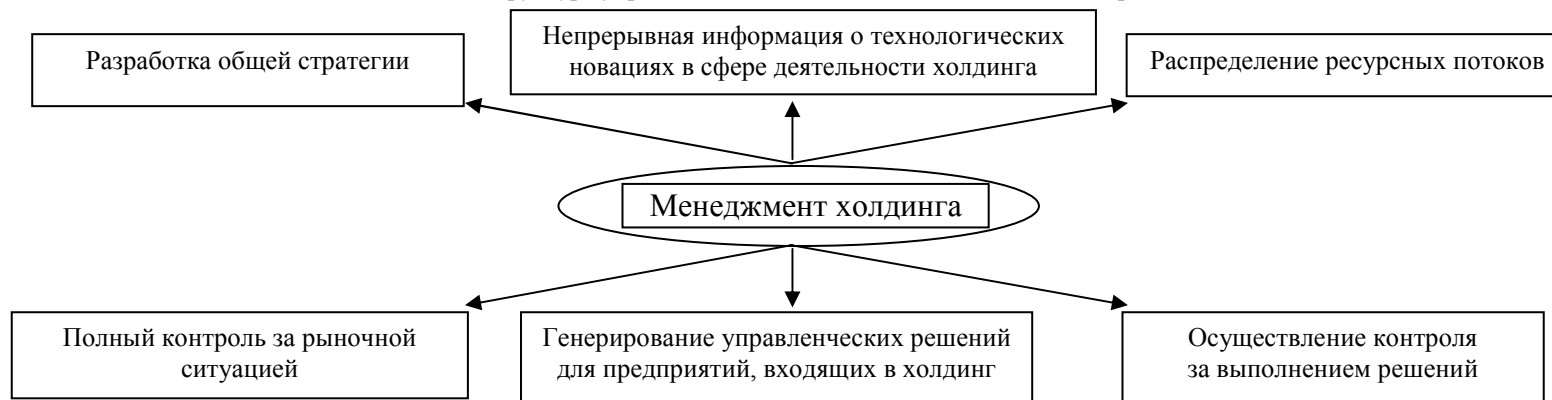 Разработка общей стратегии
Непрерывная информация о технологических
новациях в сфере деятельности холдинга
Распределение ресурсных потоков
Менеджмент холдинга
Полный контроль за рыночной
ситуацией
Генерирование управленческих решений
для предприятий, входящих в холдинг
Осуществление контроля
за выполнением решений